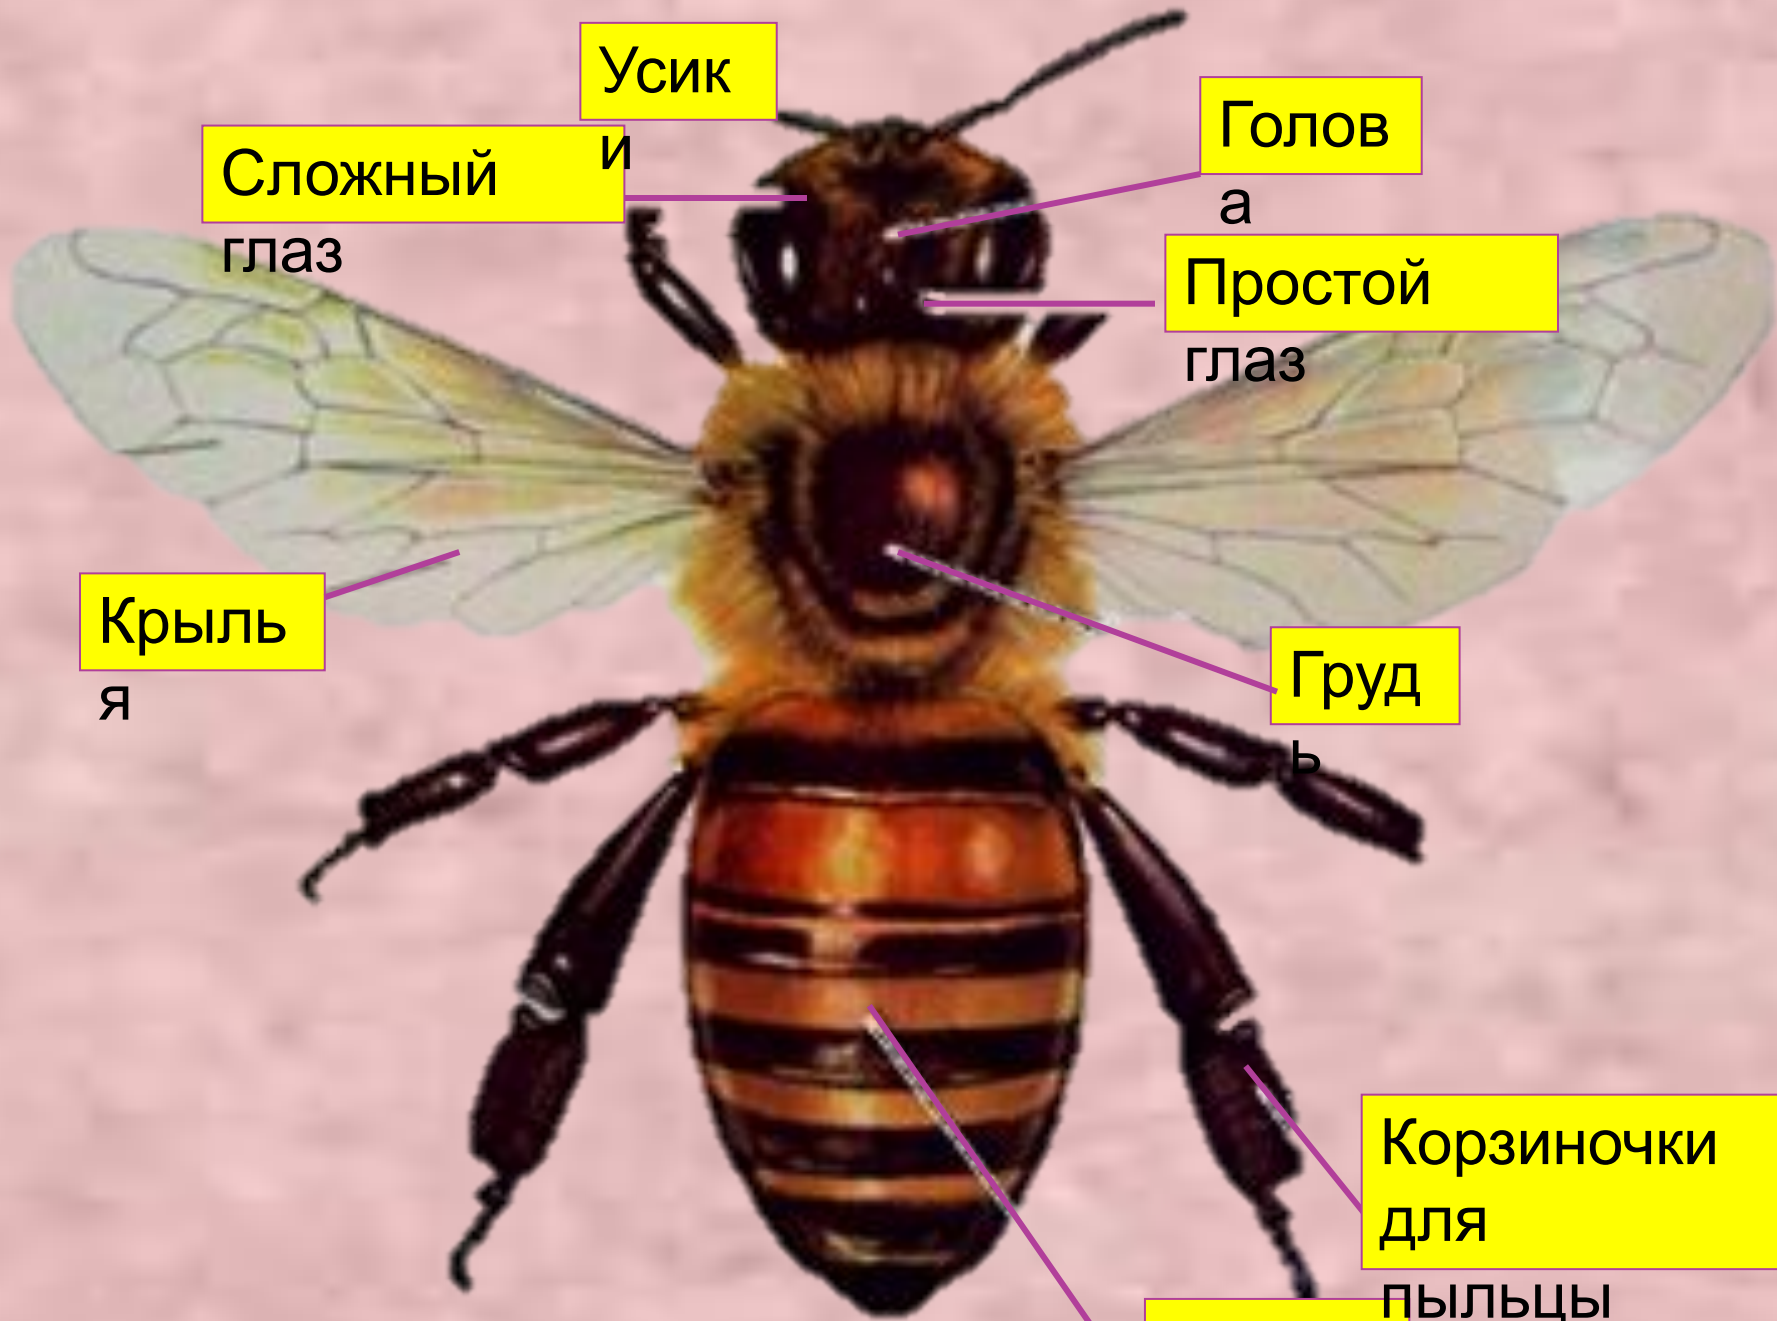 Усик
и
Голов
а
Сложный
глаз
Простой
глаз
Крыль
я
Груд
ь
Корзиночки
для
пыльцы